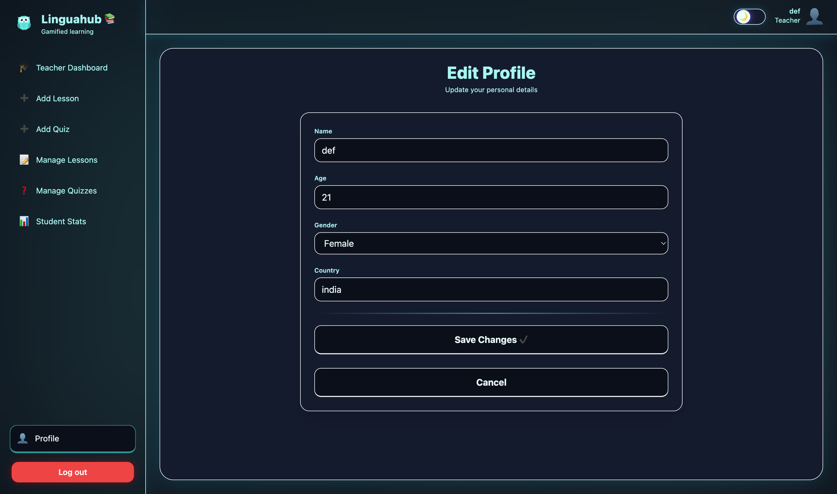 Linguahub
Gamified learning
Teacher Dashboard
Add Lesson
Add Quiz
Manage Lessons
Manage Quizzes
Student Stats
Profile
Log out
def
Teacher
Edit Profile
Update your personal details
Name
def
Age
21
Gender
Female
Country
india
Save Changes ✓
Cancel